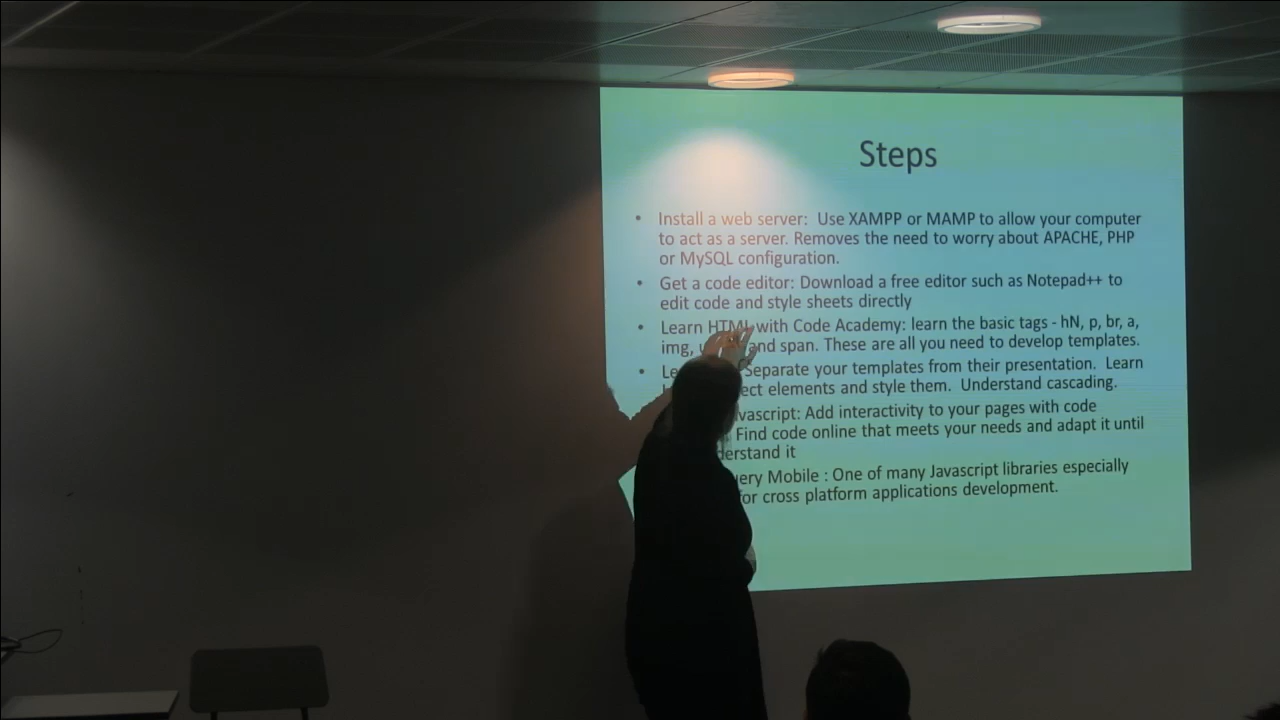 Steps
• Install a web server: Use XAMPP or MAMP to allow your computer
to act as a server. Removes the need to worry about APACHE, PHP
or MySQL configuration.
• Get a code editor: Download a free editor such as Notepad++ to
edit code and style sheets directly
• Learn HTML with Code Academy: learn the basic tags - hN, p, br, a,
img, and span. These are all you need to develop templates.
• Separate your templates from their presentation. Learn
elements and style them. Understand cascading.
vascript: Add interactivity to your pages with code
Find code online that meets your needs and adapt it until
derstand it
uery Mobile : One of many Javascript libraries especially
for cross platform applications development.